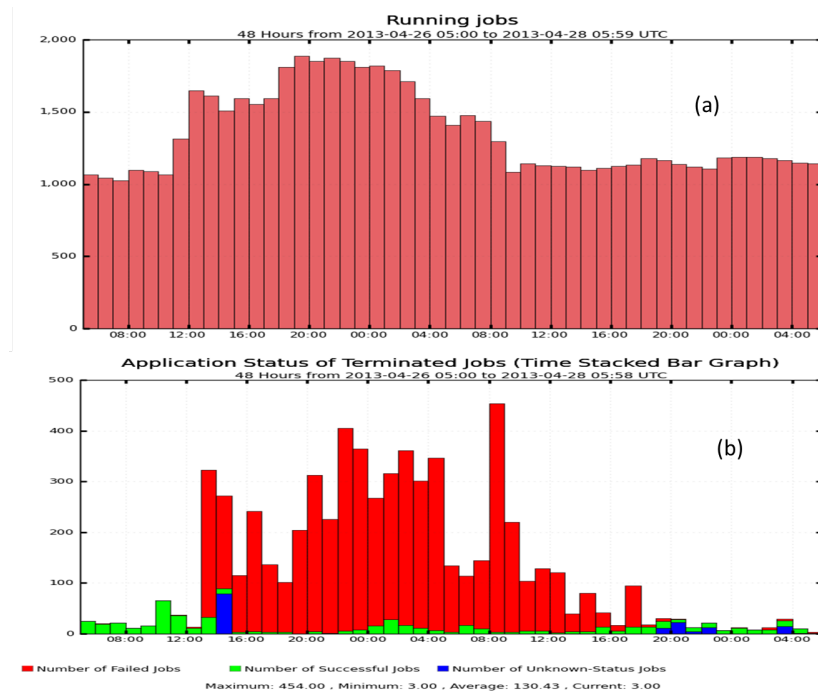 Running jobs
48 Hours from 2013-04-26 05:00 to 2013-04-28 05:59 UTC
2,000
1,500
1,000
500
0
(a)
08:00 12:00 16:00 20:00 00:00 04:00 08:00 12:00 16:00 20:00 00:00 04:00
Application Status of Terminated Jobs (Time Stacked Bar Graph)
48 Hours from 2013-04-26 05:00 to 2013-04-28 05:58 UTC
500
400
300
200
100
0
(b)
08:00 12:00 16:00 20:00 00:00 04:00 08:00 12:00 16:00 20:00 00:00 04:00
Number of Failed Jobs Number of Successful Jobs Number of Unknown-Status Jobs
Maximum: 454.00 , Minimum: 3.00 , Average: 130.43 , Current: 3.00